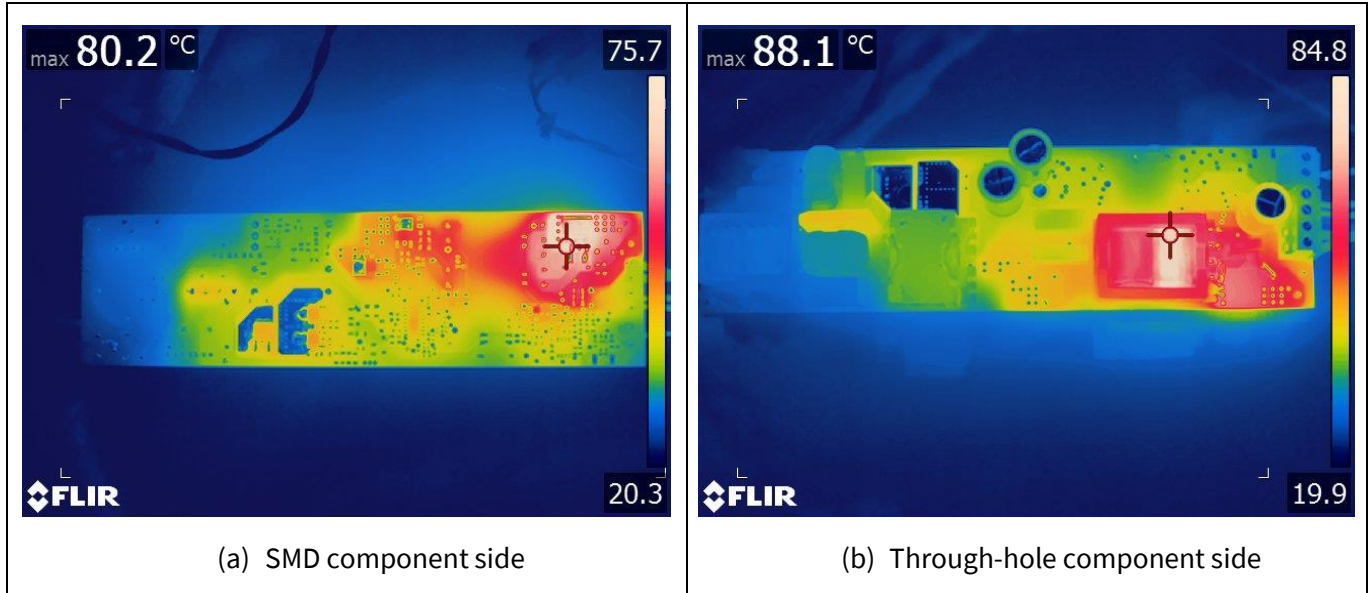 max 80.2 °C
75.7
20.3
FLIR
(a) SMD component side
max 88.1 °C
84.8
19.9
FLIR
(b) Through-hole component side